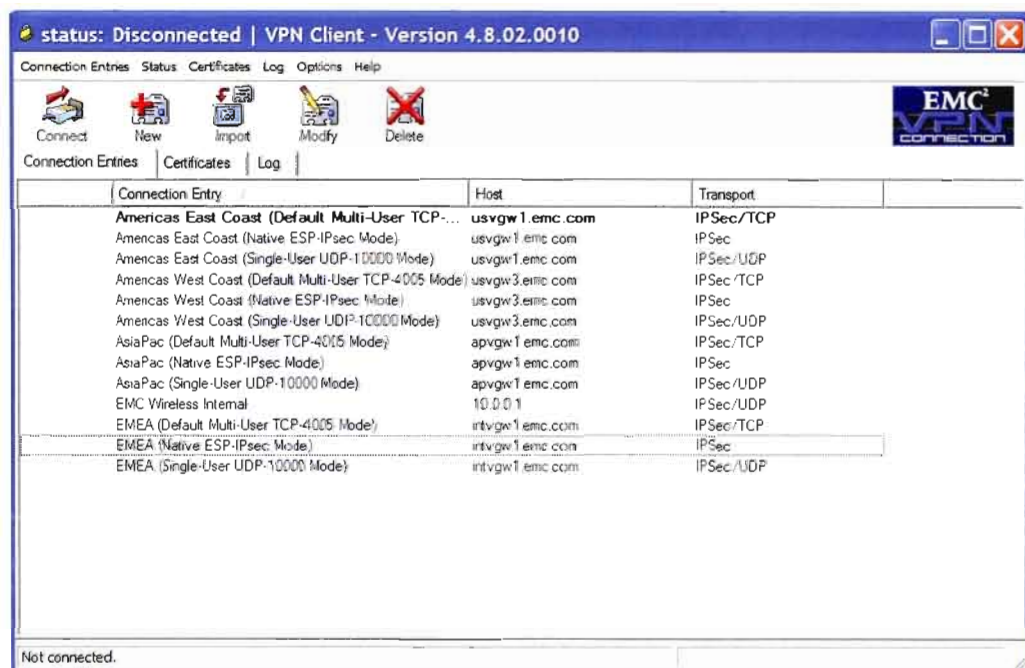 status: Disconnected | VPN Client - Version 4.8.02.0010
Connection Entries Status Certificates Log Options Help
Connect New Import Modify Delete
EMC² VPN CONNECTION
Connection Entries Certificates Log
Connection Entry Host Transport
Americas East Coast (Default Multi-User TCP-... usvgw1.emc.com IPSec/TCP
Americas East Coast (Native ESP-IPsec Mode) usvgw1.emc.com IPSec
Americas East Coast (Single-User UDP-10000 Mode) usvgw1.emc.com IPSec/UDP
Americas West Coast (Default Multi-User TCP-4005 Mode) usvgw3.emc.com IPSec/TCP
Americas West Coast (Native ESP-IPsec Mode) usvgw3.emc.com IPSec
Americas West Coast (Single-User UDP-10000 Mode) usvgw3.emc.com IPSec/UDP
AsiaPac (Default Multi-User TCP-4005 Mode) apvgw1.emc.com IPSec/TCP
AsiaPac (Native ESP-IPsec Mode) apvgw1.emc.com IPSec
AsiaPac (Single-User UDP-10000 Mode) apvgw1.emc.com IPSec/UDP
EMC Wireless Internal 10.0.0.1 IPSec/UDP
EMEA (Default Multi-User TCP-4005 Mode) intvgw1.emc.com IPSec/TCP
EMEA (Native ESP-IPsec Mode) intvgw1.emc.com IPSec
EMEA (Single-User UDP-10000 Mode) intvgw1.emc.com IPSec/UDP
Not connected.